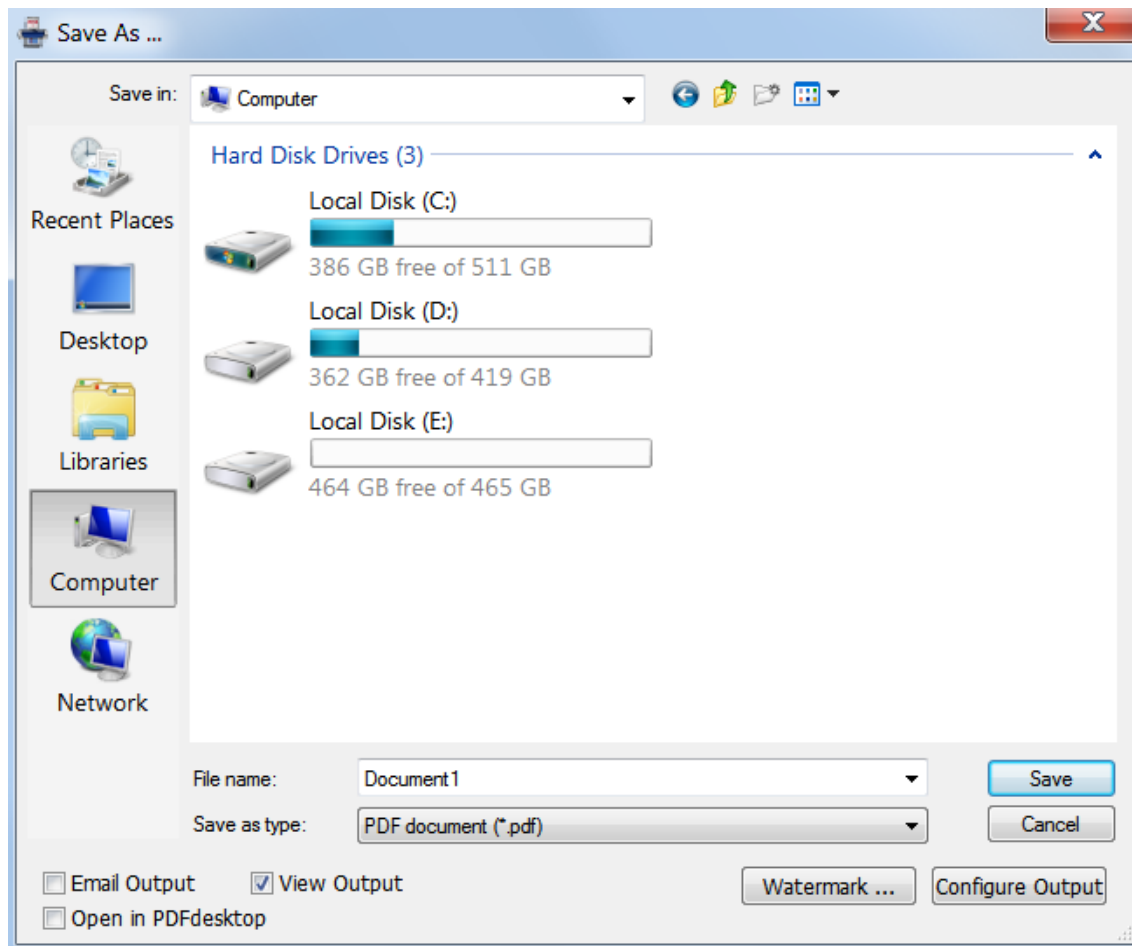 Save As ...
Save in:
Computer
Recent Places
Desktop
Libraries
Computer
Network
Hard Disk Drives (3)
Local Disk (C:)
386 GB free of 511 GB
Local Disk (D:)
362 GB free of 419 GB
Local Disk (E:)
464 GB free of 465 GB
File name:
Document1
Save
Save as type:
PDF document (*.pdf)
Cancel
Email Output
View Output
Watermark ...
Configure Output
Open in PDFdesktop